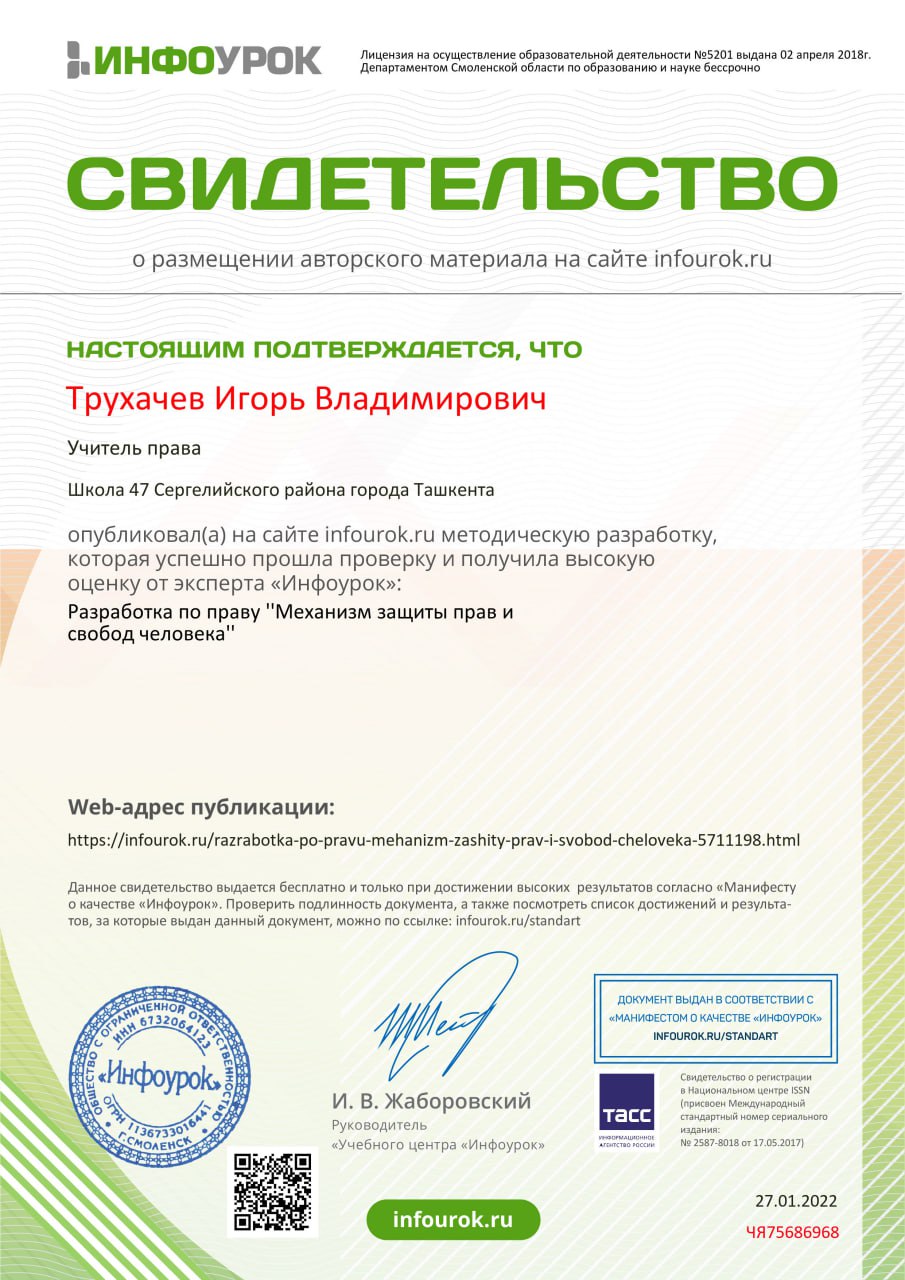 ИНФОУРОК
Лицензия на осуществление образовательной деятельности №5201 выдана 02 апреля 2018г.
Департаментом Смоленской области по образованию и науке бессрочно
СВИДЕТЕЛЬСТВО
о размещении авторского материала на сайте infourok.ru
НАСТОЯЩИМ ПОДТВЕРЖДАЕТСЯ, ЧТО
Трухачев Игорь Владимирович
Учитель права
Школа 47 Сергелийского района города Ташкента
опубликовал(а) на сайте infourok.ru методическую разработку,
которая успешно прошла проверку и получила высокую
оценку от эксперта «Инфоурок»:
Разработка по праву ''Механизм защиты прав и
свобод человека''
Web-адрес публикации:
https://infourok.ru/razrabotka-po-pravu-mehanizm-zashity-prav-i-svobod-cheloveka-5711198.html
Данное свидетельство выдается бесплатно и только при достижении высоких результатов согласно «Манифесту
о качестве «Инфоурок». Проверить подлинность документа, а также посмотреть список достижений и результа-
тов, за которые выдан данный документ, можно по ссылке: infourok.ru/standart
ОБЩЕСТВО С ОГРАНИЧЕННОЙ ОТВЕТСТВЕННОСТЬЮ
ИНН 6732064123
«Инфоурок»
ОГРН 1136733016441
Г.СМОЛЕНСК
И. В. Жаборовский
Руководитель
«Учебного центра «Инфоурок»
ДОКУМЕНТ ВЫДАН В СООТВЕТСТВИИ С
«МАНИФЕСТОМ О КАЧЕСТВЕ «ИНФОУРОК»
INFOUROK.RU/STANDART
ТАСС
ИНФОРМАЦИОННОЕ
АГЕНТСТВО РОССИИ
Свидетельство о регистрации
в Национальном центре ISSN
(присвоен Международный
стандартный номер сериального
издания:
№ 2587-8018 от 17.05.2017)
infourok.ru
27.01.2022
ЧЯ75686968